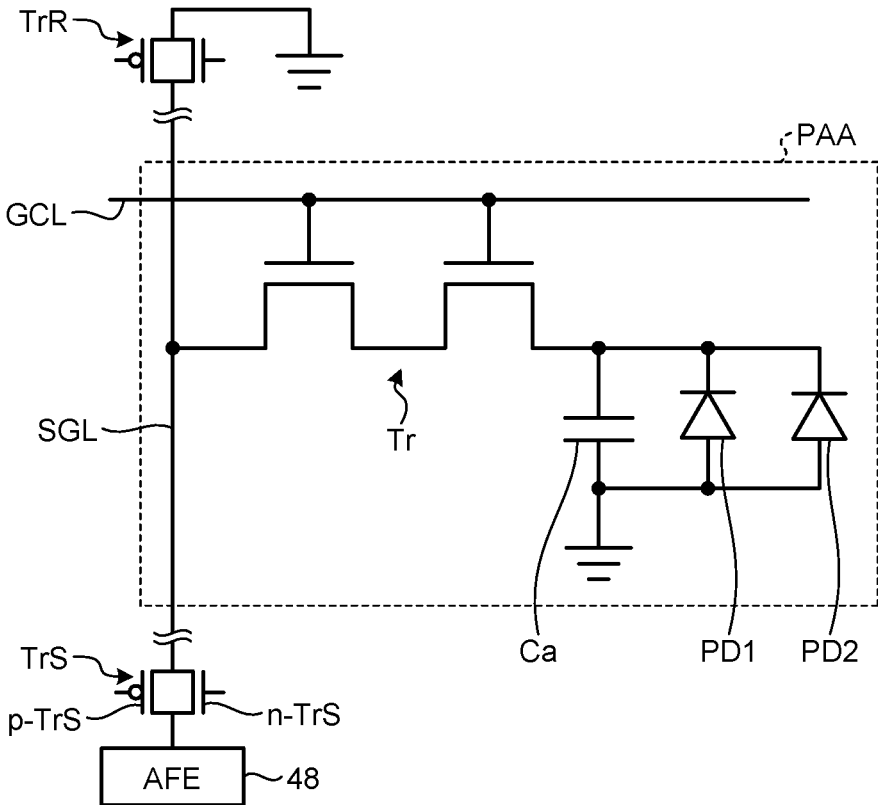 TrR
PAA
GCL
SGL
Tr
Ca
PD1
PD2
TrS
p-TrS
n-TrS
AFE
48